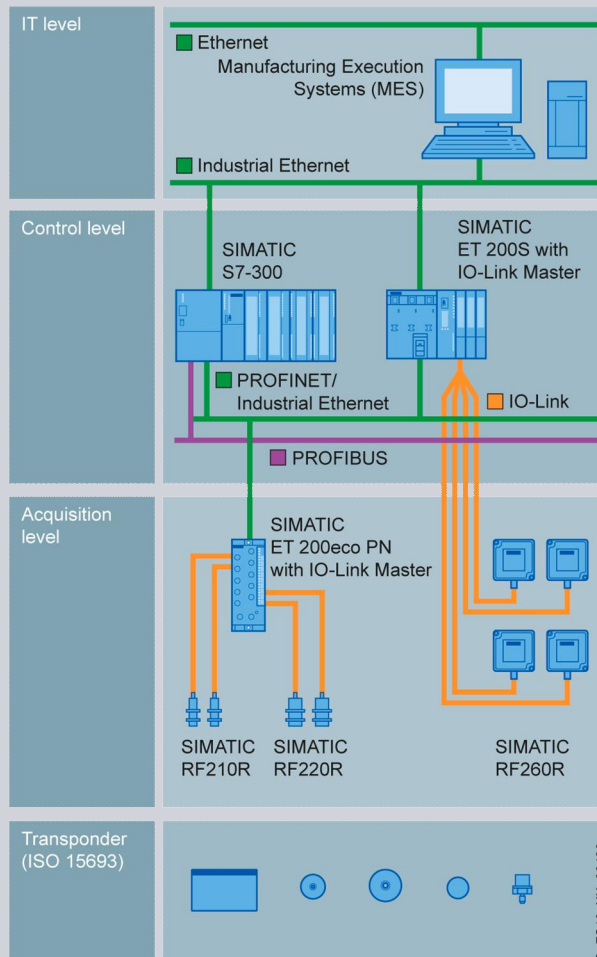 IT level
Ethernet
Manufacturing Execution
Systems (MES)
Industrial Ethernet
Control level
SIMATIC
S7-300
SIMATIC
ET 200S with
IO-Link Master
PROFINET/
Industrial Ethernet
IO-Link
PROFIBUS
Acquisition
level
SIMATIC
ET 200eco PN
with IO-Link Master
SIMATIC
RF210R
SIMATIC
RF220R
SIMATIC
RF260R
Transponder
(ISO 15693)